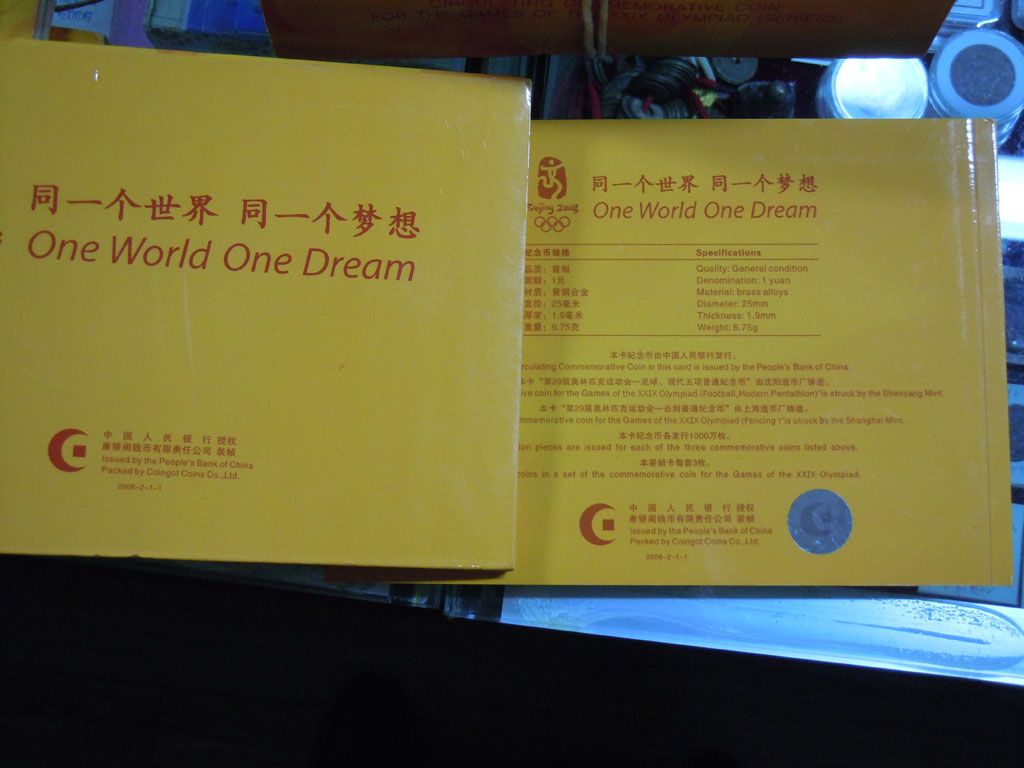 CIRCULATING COMMEMORATIVE COIN
FOR THE GAMES OF THE XXIX OLYMPIAD (SERIES3)
同一个世界 同一个梦想
One World One Dream
中国人民银行授权
康银阁钱币有限责任公司 装帧
Issued by the People's Bank of China
Packed by Coingot Coins Co.,Ltd.
2008-2-1-1
Beijing 2008
同一个世界 同一个梦想
One World One Dream
纪念币规格 Specifications
品质：普制 Quality: General condition
面额：1元 Denomination: 1 yuan
材质：黄铜合金 Material: brass alloys
直径：25毫米 Diameter: 25mm
厚度：1.9毫米 Thickness: 1.9mm
重量：6.75克 Weight: 6.75g
本卡纪念币由中国人民银行发行。
Commemorative Coin in this card is issued by the People's Bank of China.
本卡“第29届奥林匹克运动会—足球、现代五项普通纪念币”由沈阳造币厂铸造。
coin for the Games of the XXIX Olympiad (Football,Modern Pentathlon)"is struck by the Shenyang Mint.
本卡“第29届奥林匹克运动会—击剑普通纪念币”由上海造币厂铸造。
commemorative coin for the Games of the XXIX Olympiad (Fencing )"is struck by the Shanghai Mint.
本卡纪念币各发行1000万枚。
pieces are issued for each of the three commemorative coins listed above.
本装帧卡每套3枚。
coins in a set of the commemorative coin for the Games of the XXIX Olympiad.
中国人民银行授权
康银阁钱币有限责任公司 装帧
Issued by the People's Bank of China
Packed by Coingot Coins Co.,Ltd.
2008-2-1-1